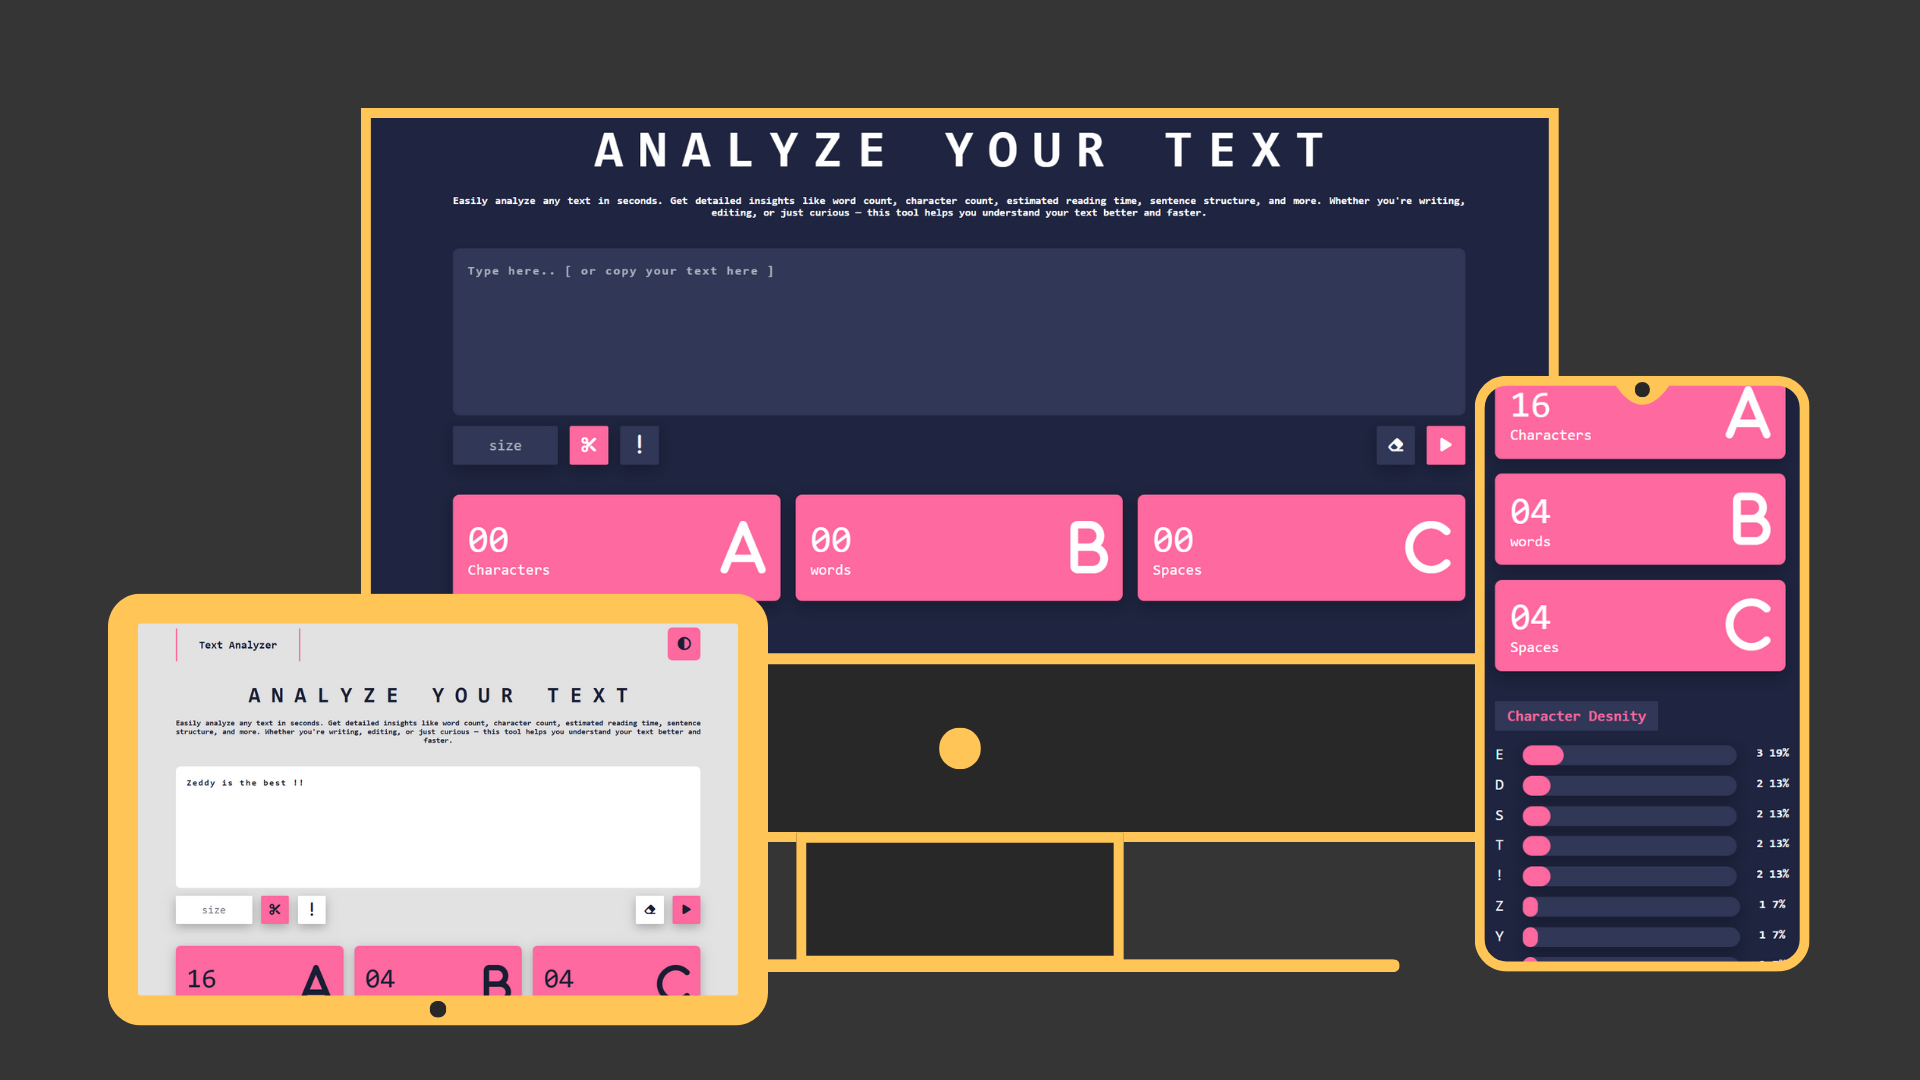 ANALYZE YOUR TEXT
Easily analyze any text in seconds. Get detailed insights like word count, character count, estimated reading time, sentence structure, and more. Whether you're writing,
editing, or just curious — this tool helps you understand your text better and faster.
Type here.. [ or copy your text here ]
size
!
00
Characters
A
00
words
B
00
Spaces
C
Text Analyzer
ANALYZE YOUR TEXT
Easily analyze any text in seconds. Get detailed insights like word count, character count, estimated reading time, sentence
structure, and more. Whether you're writing, editing, or just curious — this tool helps you understand your text better and
faster.
Zeddy is the best !!
size
!
16
A
04
B
04
C
16
Characters
A
04
words
B
04
Spaces
C
Character Desnity
E 3 19%
D 2 13%
S 2 13%
T 2 13%
! 2 13%
Z 1 7%
Y 1 7%